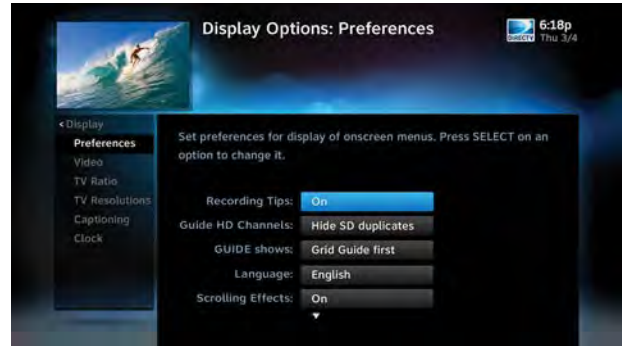 Display Options: Preferences
DIRECTV
6:18p
Thu 3/4
<Display
Preferences
Video
TV Ratio
TV Resolutions
Captioning
Clock
Set preferences for display of onscreen menus. Press SELECT on an
option to change it.
Recording Tips: On
Guide HD Channels: Hide SD duplicates
GUIDE shows: Grid Guide first
Language: English
Scrolling Effects: On